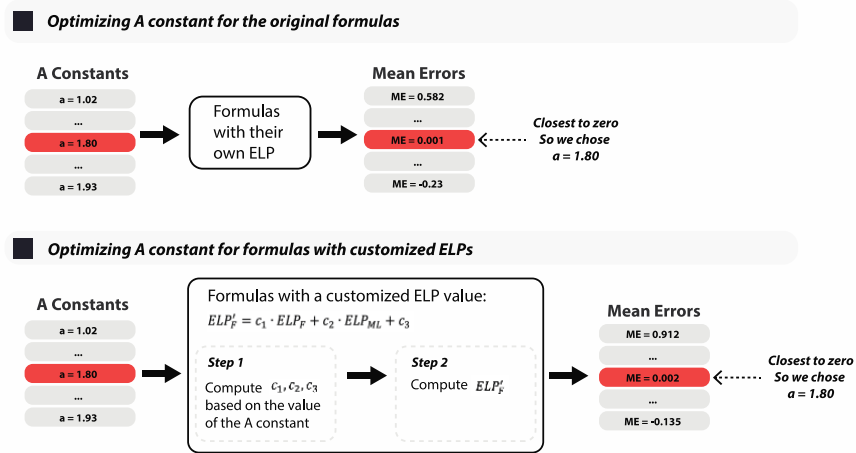 Optimizing A constant for the original formulas
A Constants
a = 1.02
...
a = 1.80
...
a = 1.93
Formulas
with their
own ELP
Mean Errors
ME = 0.582
...
ME = 0.001
...
ME = -0.23
Closest to zero
So we chose
a = 1.80
Optimizing A constant for formulas with customized ELPs
A Constants
a = 1.02
...
a = 1.80
...
a = 1.93
Formulas with a customized ELP value:
ELP′_F = c₁ · ELP_F + c₂ · ELP_ML + c₃
Step 1
Compute c₁, c₂, c₃
based on the value
of the A constant
Step 2
Compute ELP′_F
Mean Errors
ME = 0.912
...
ME = 0.002
...
ME = -0.135
Closest to zero
So we chose
a = 1.80